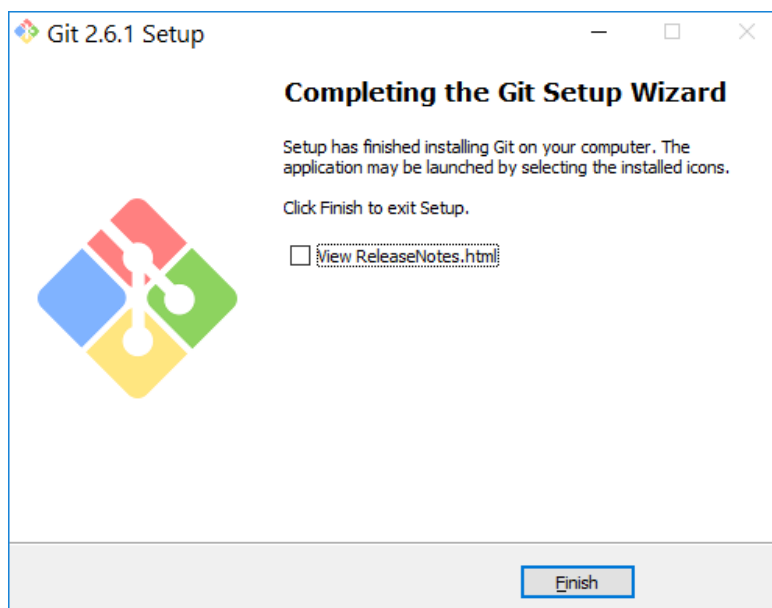 Git 2.6.1 Setup
Completing the Git Setup Wizard
Setup has finished installing Git on your computer. The
application may be launched by selecting the installed icons.
Click Finish to exit Setup.
View ReleaseNotes.html
Finish